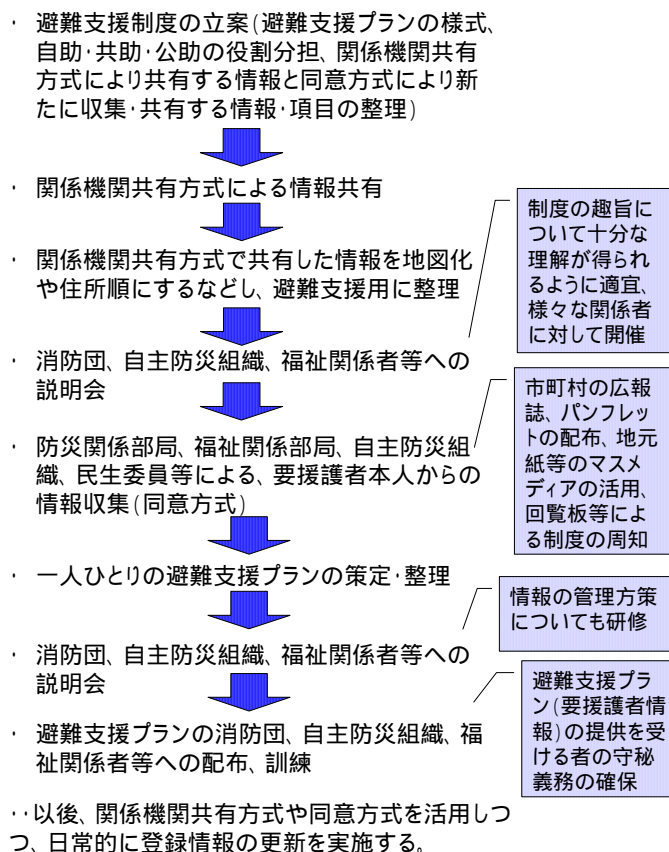 ・ 避難支援制度の立案(避難支援プランの様式、
自助・共助・公助の役割分担、関係機関共有
方式により共有する情報と同意方式により新
たに収集・共有する情報・項目の整理)
・ 関係機関共有方式による情報共有
・ 関係機関共有方式で共有した情報を地図化
や住所順にするなどし、避難支援用に整理
制度の趣旨に
ついて十分な
理解が得られ
るように適宜、
様々な関係者
に対して開催
・ 消防団、自主防災組織、福祉関係者等への
説明会
・ 防災関係部局、福祉関係部局、自主防災組
織、民生委員等による、要援護者本人からの
情報収集(同意方式)
市町村の広報
誌、パンフレッ
トの配布、地元
紙等のマスメ
ディアの活用、
回覧板等によ
る制度の周知
・ 一人ひとりの避難支援プランの策定・整理
情報の管理方策
についても研修
・ 消防団、自主防災組織、福祉関係者等への
説明会
・ 避難支援プランの消防団、自主防災組織、福
祉関係者等への配布、訓練
避難支援プラ
ン(要援護者情
報)の提供を受
ける者の守秘
義務の確保
・・以後、関係機関共有方式や同意方式を活用しつ
つ、日常的に登録情報の更新を実施する。